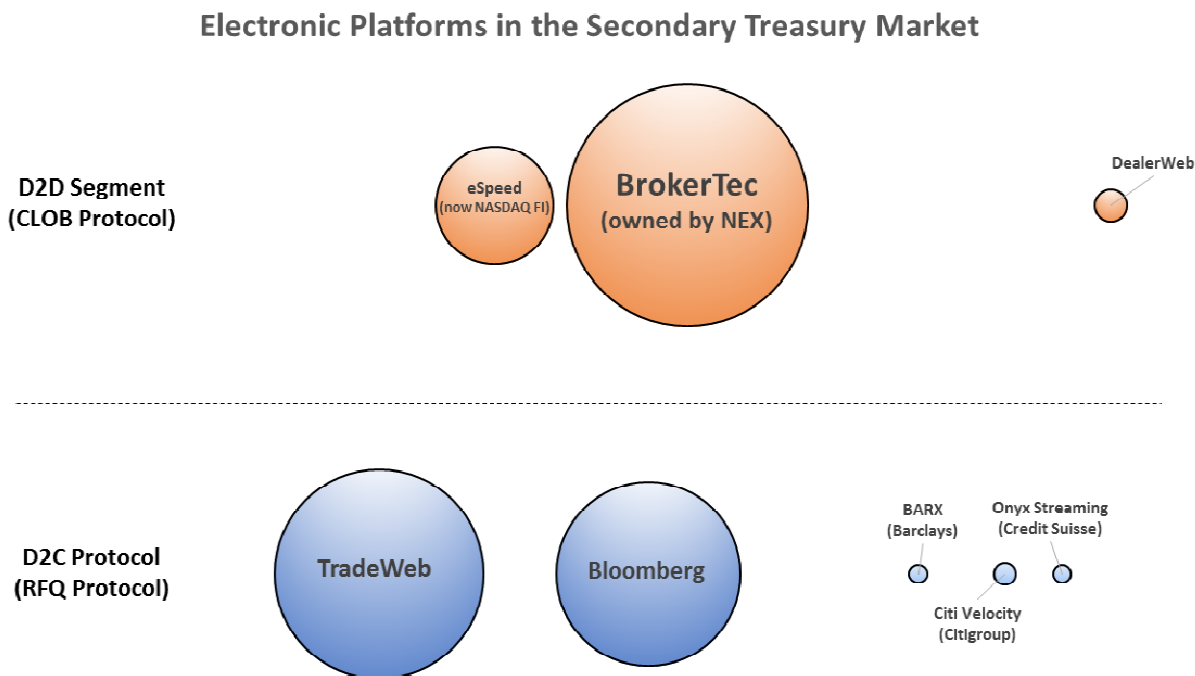 Electronic Platforms in the Secondary Treasury Market
D2D Segment
(CLOB Protocol)
eSpeed
(now NASDAQ FI)
BrokerTec
(owned by NEX)
DealerWeb
D2C Protocol
(RFQ Protocol)
TradeWeb
Bloomberg
BARX
(Barclays)
Onyx Streaming
(Credit Suisse)
Citi Velocity
(Citigroup)